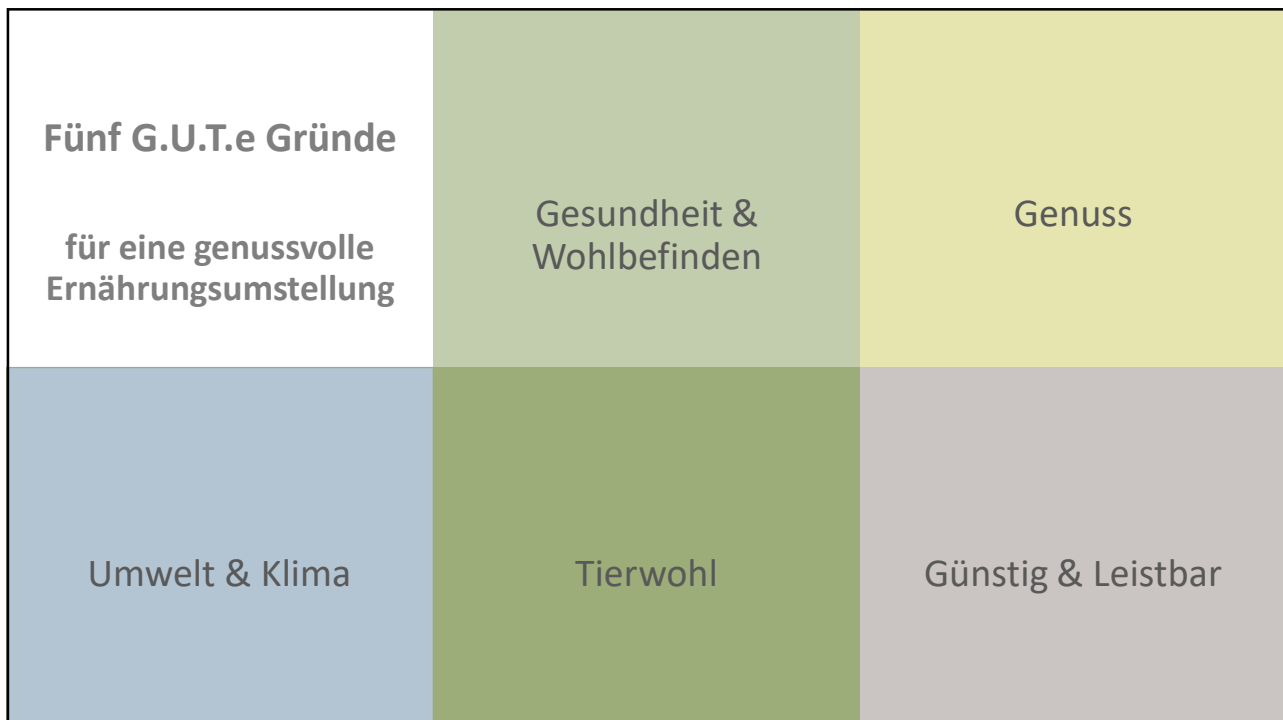 Fünf G.U.T.e Gründe
für eine genussvolle
Ernährungsumstellung
Gesundheit &
Wohlbefinden
Genuss
Umwelt & Klima
Tierwohl
Günstig & Leistbar